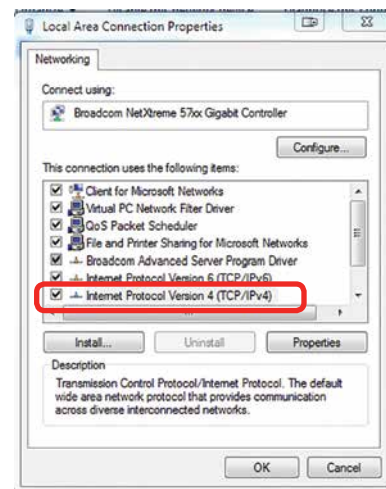 Local Area Connection Properties
Networking
Connect using:
Broadcom NetXtreme 57xx Gigabit Controller
Configure...
This connection uses the following items:
Client for Microsoft Networks
Virtual PC Network Filter Driver
QoS Packet Scheduler
File and Printer Sharing for Microsoft Networks
Broadcom Advanced Server Program Driver
Internet Protocol Version 6 (TCP/IPv6)
Internet Protocol Version 4 (TCP/IPv4)
Install... Uninstall Properties
Description
Transmission Control Protocol/Internet Protocol. The default
wide area network protocol that provides communication
across diverse interconnected networks.
OK Cancel